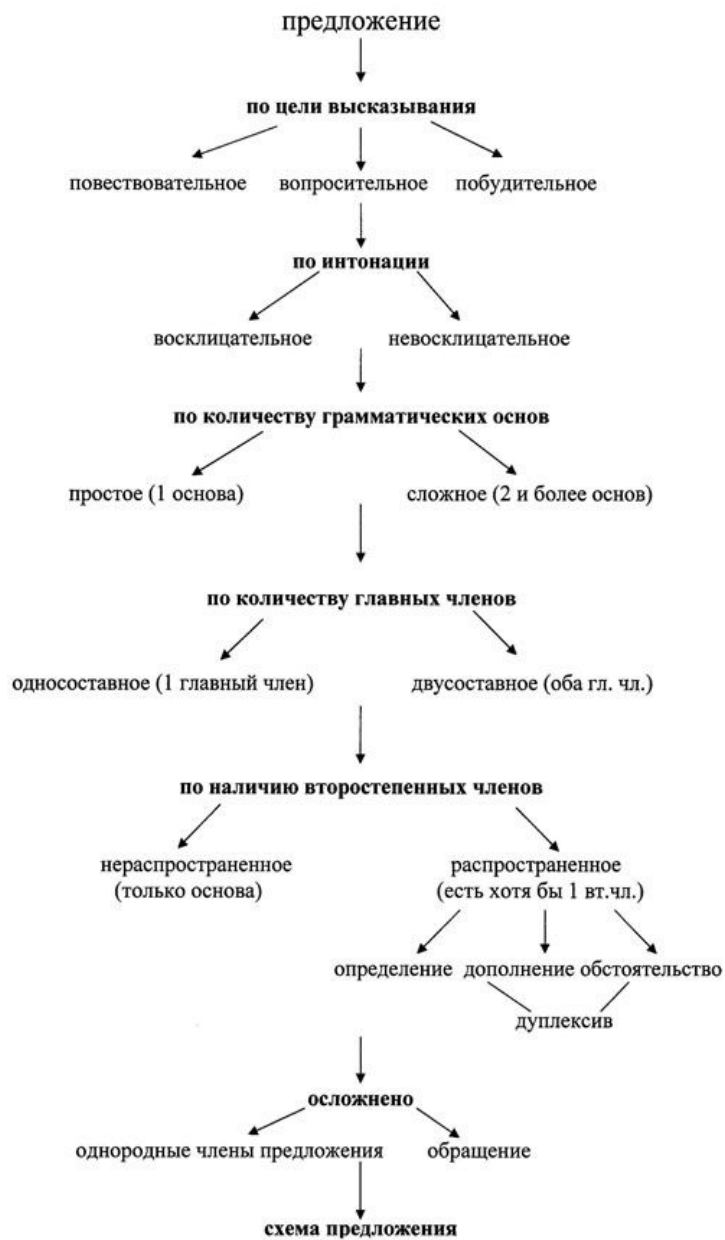 предложение
по цели высказывания
повествовательное вопросительное побудительное
по интонации
восклицательное невосклицательное
по количеству грамматических основ
простое (1 основа) сложное (2 и более основ)
по количеству главных членов
односоставное (1 главный член) двусоставное (оба гл. чл.)
по наличию второстепенных членов
нераспространенное распространенное
(только основа) (есть хотя бы 1 вт.чл.)
определение дополнение обстоятельство
дуплексив
осложнено
однородные члены предложения обращение
схема предложения